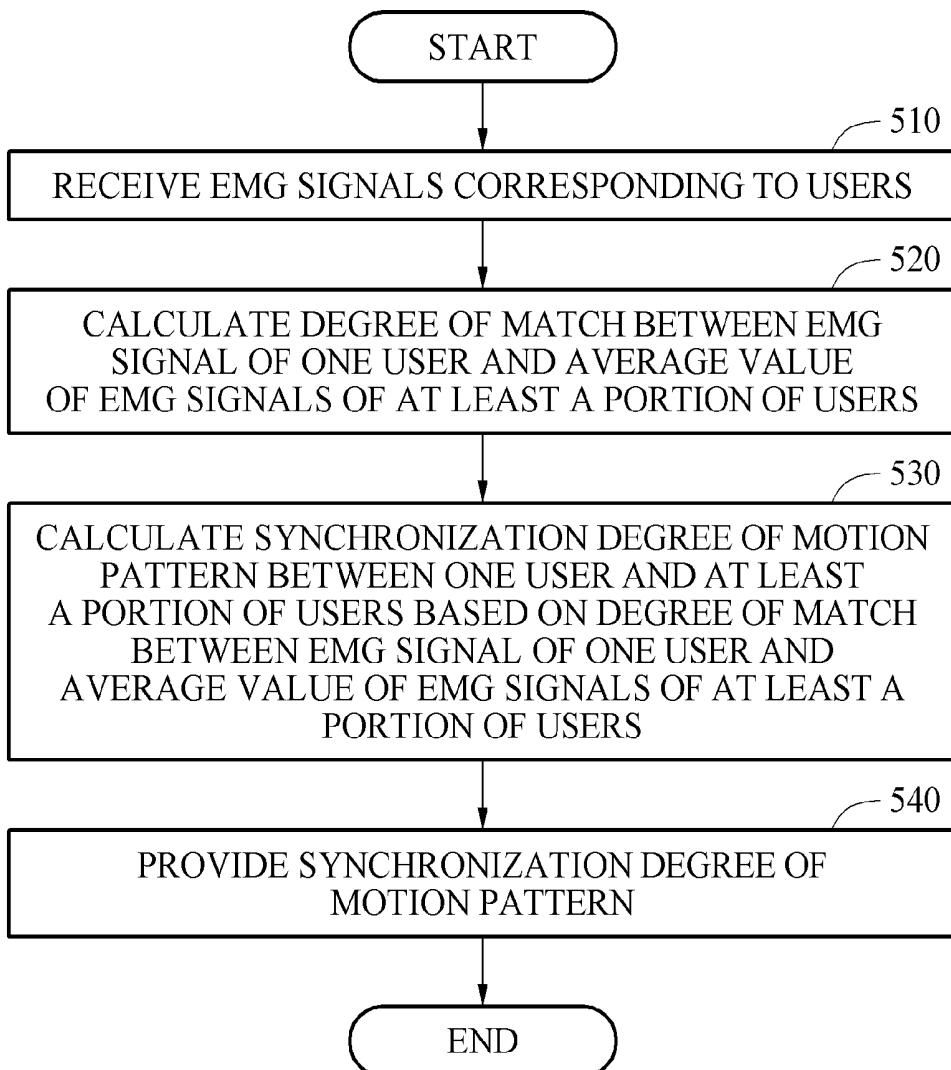 START
510
RECEIVE EMG SIGNALS CORRESPONDING TO USERS
520
CALCULATE DEGREE OF MATCH BETWEEN EMG
SIGNAL OF ONE USER AND AVERAGE VALUE
OF EMG SIGNALS OF AT LEAST A PORTION OF USERS
530
CALCULATE SYNCHRONIZATION DEGREE OF MOTION
PATTERN BETWEEN ONE USER AND AT LEAST
A PORTION OF USERS BASED ON DEGREE OF MATCH
BETWEEN EMG SIGNAL OF ONE USER AND
AVERAGE VALUE OF EMG SIGNALS OF AT LEAST A
PORTION OF USERS
540
PROVIDE SYNCHRONIZATION DEGREE OF
MOTION PATTERN
END